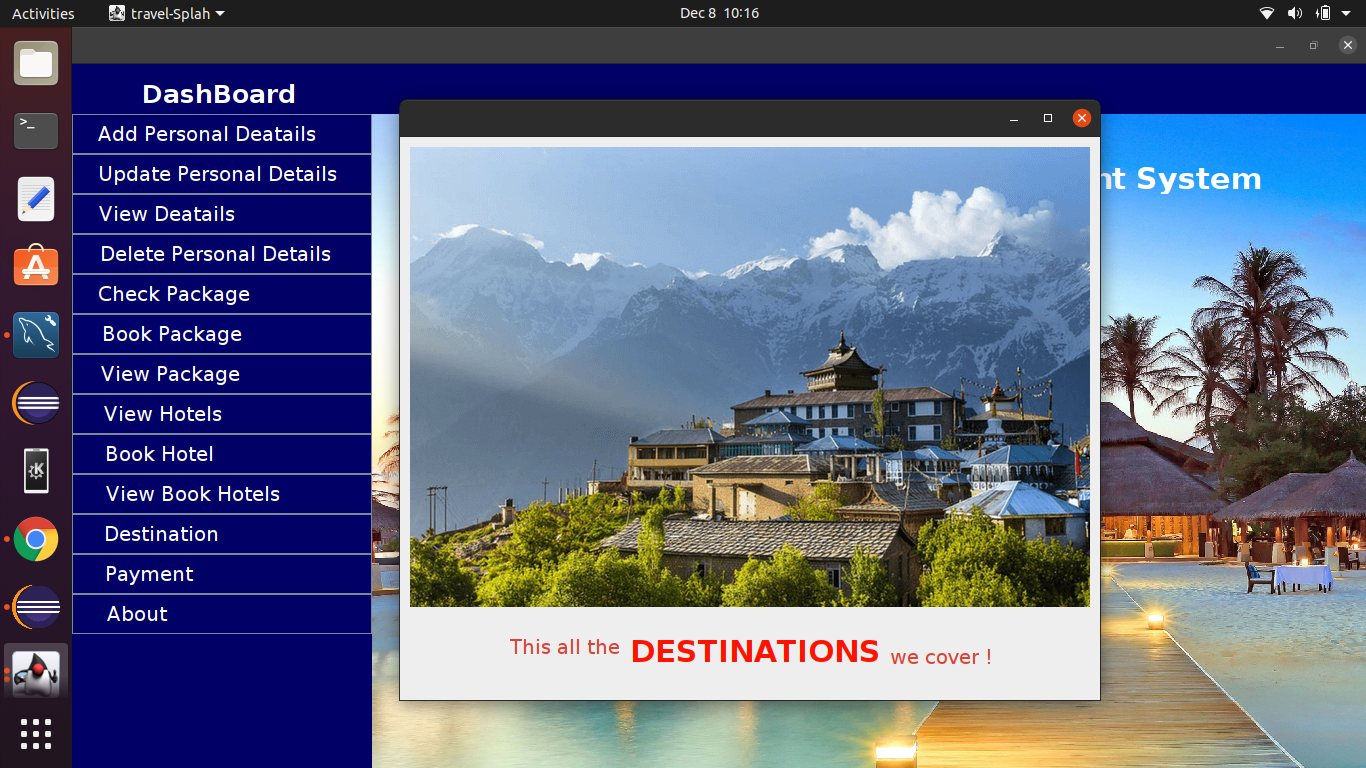 Activities
travel-Splah
Dec 8 10:16
DashBoard
Add Personal Deatails
Update Personal Details
View Deatails
Delete Personal Details
Check Package
Book Package
View Package
View Hotels
Book Hotel
View Book Hotels
Destination
Payment
About
nt System
This all the DESTINATIONS we cover !